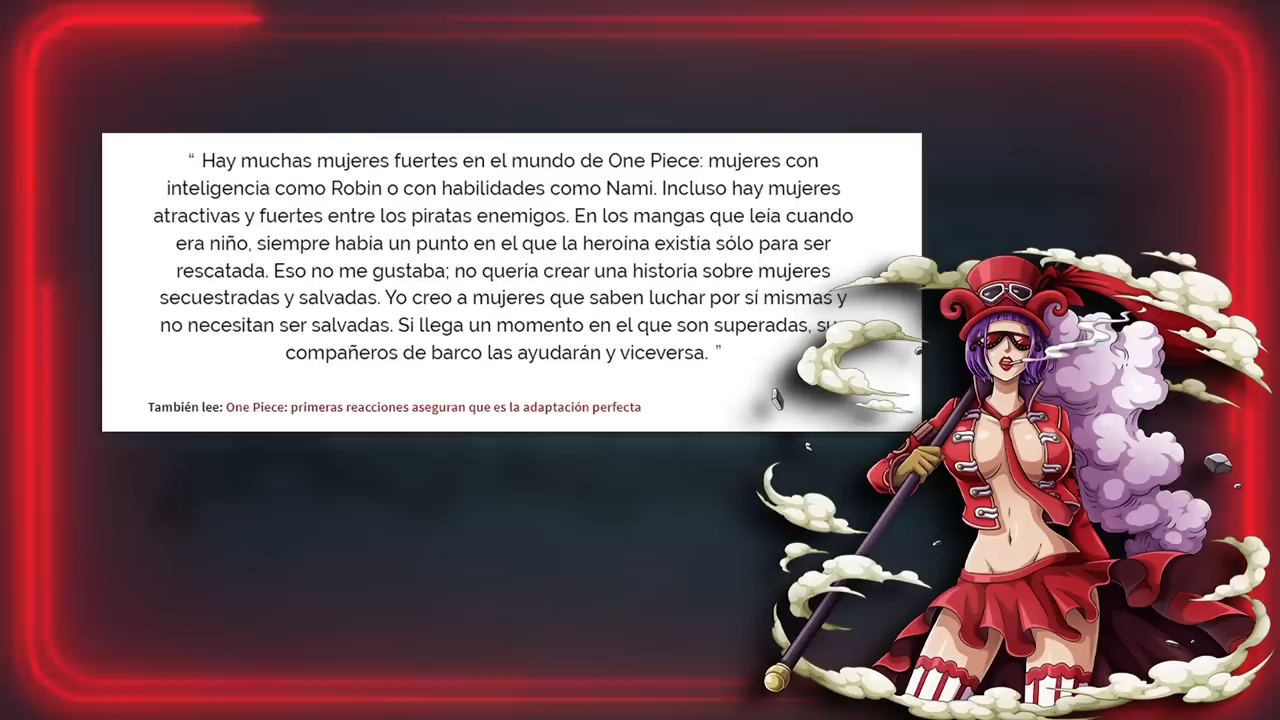 “ Hay muchas mujeres fuertes en el mundo de One Piece: mujeres con
inteligencia como Robin o con habilidades como Nami. Incluso hay mujeres
atractivas y fuertes entre los piratas enemigos. En los mangas que leía cuando
era niño, siempre había un punto en el que la heroína existía sólo para ser
rescatada. Eso no me gustaba; no quería crear una historia sobre mujeres
secuestradas y salvadas. Yo creo a mujeres que saben luchar por sí mismas y
no necesitan ser salvadas. Si llega un momento en el que son superadas,
compañeros de barco las ayudarán y viceversa. ”
También lee: One Piece: primeras reacciones aseguran que es la adaptación perfecta